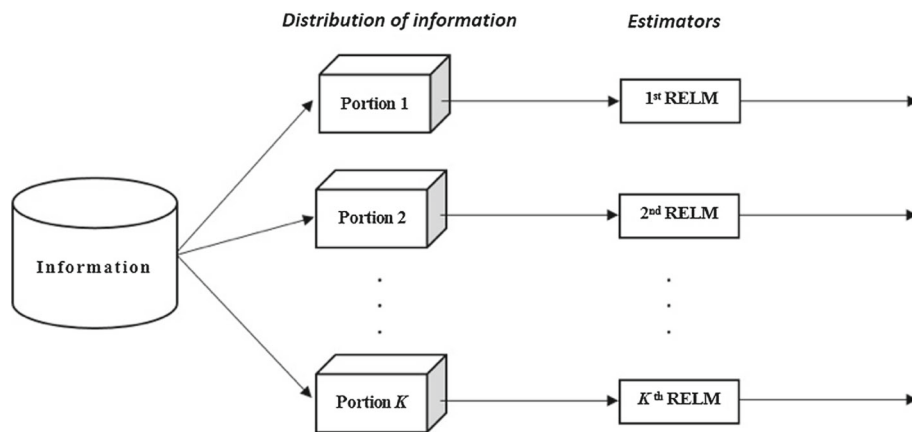 Distribution of information
Estimators
Portion 1
1st RELM
Portion 2
2nd RELM
Information
Portion K
Kth RELM